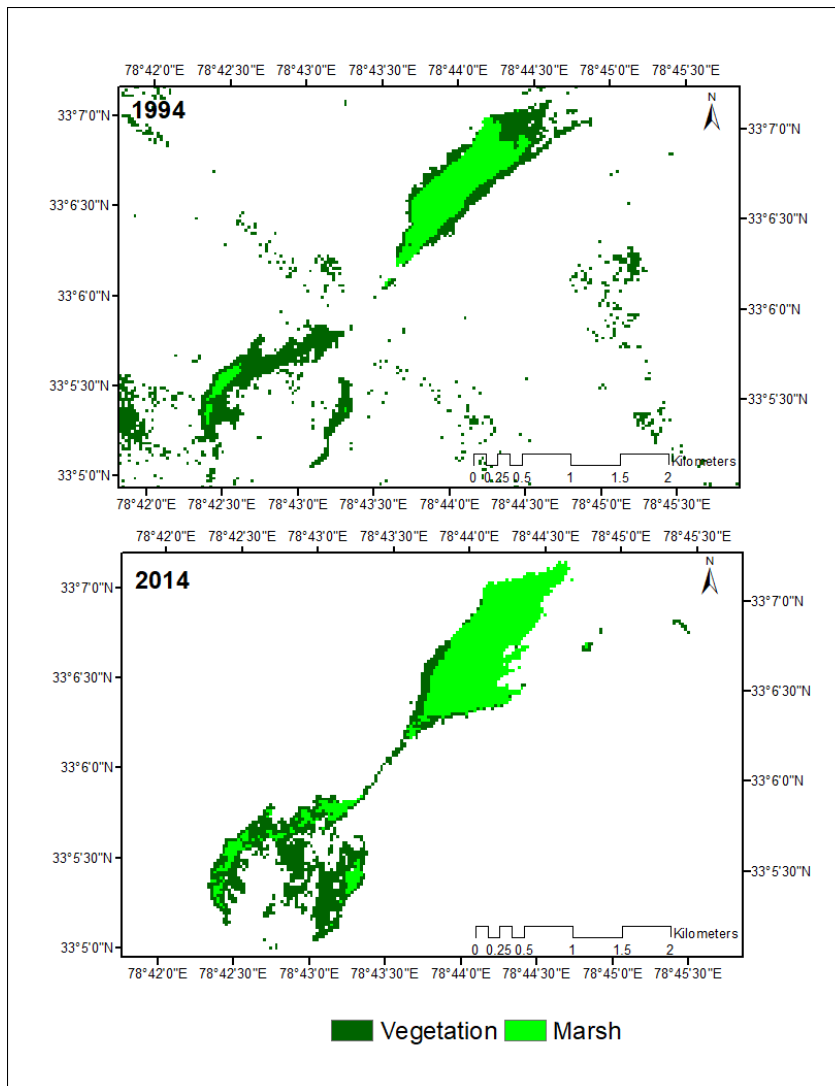 78°42'0"E 78°42'30"E 78°43'0"E 78°43'30"E 78°44'0"E 78°44'30"E 78°45'0"E 78°45'30"E
1994
N
33°7'0"N 33°7'0"N
33°6'30"N 33°6'30"N
33°6'0"N 33°6'0"N
33°5'30"N 33°5'30"N
33°5'0"N
Kilometers
0 0.25 0.5 1 1.5 2
78°42'0"E 78°42'30"E 78°43'0"E 78°43'30"E 78°44'0"E 78°44'30"E 78°45'0"E 78°45'30"E
78°42'0"E 78°42'30"E 78°43'0"E 78°43'30"E 78°44'0"E 78°44'30"E 78°45'0"E 78°45'30"E
2014
N
33°7'0"N 33°7'0"N
33°6'30"N 33°6'30"N
33°6'0"N 33°6'0"N
33°5'30"N 33°5'30"N
33°5'0"N
Kilometers
0 0.25 0.5 1 1.5 2
78°42'0"E 78°42'30"E 78°43'0"E 78°43'30"E 78°44'0"E 78°44'30"E 78°45'0"E 78°45'30"E
Vegetation Marsh